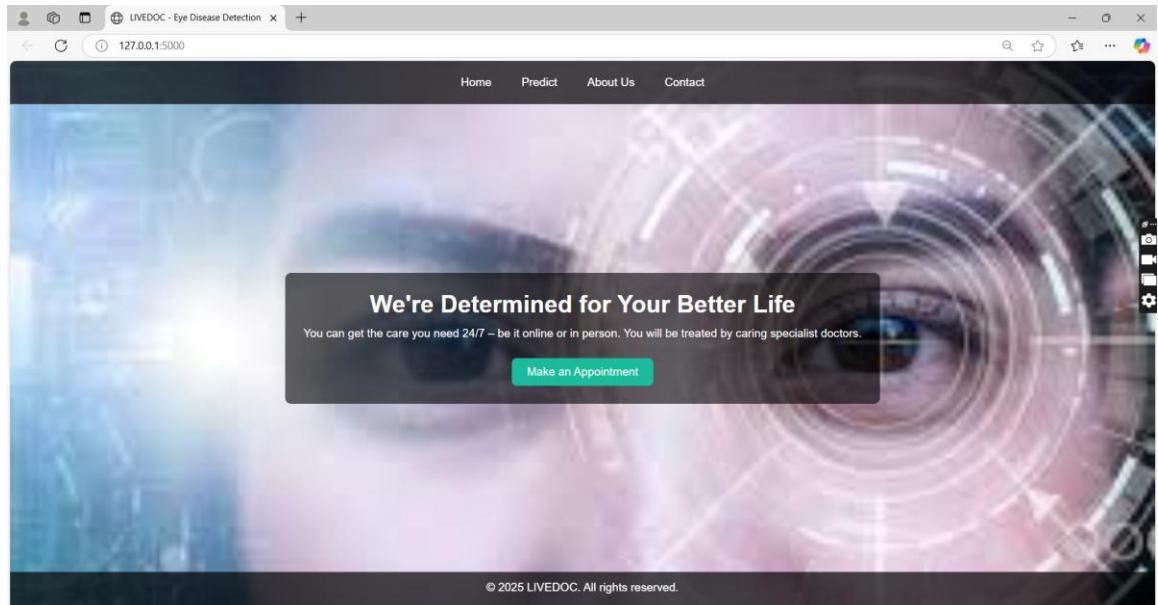 LIVEDOC - Eye Disease Detection
127.0.0.1:5000
Home Predict About Us Contact
We're Determined for Your Better Life
You can get the care you need 24/7 – be it online or in person. You will be treated by caring specialist doctors.
Make an Appointment
© 2025 LIVEDOC. All rights reserved.